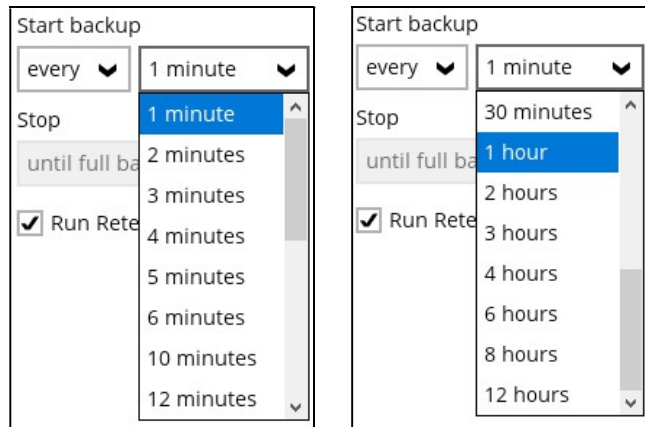 Start backup
every 1 minute
1 minute
Stop
2 minutes
until full ba
3 minutes
Run Rete
4 minutes
5 minutes
6 minutes
10 minutes
12 minutes
Start backup
every 1 minute
30 minutes
Stop
1 hour
until full ba
2 hours
Run Rete
3 hours
4 hours
6 hours
8 hours
12 hours